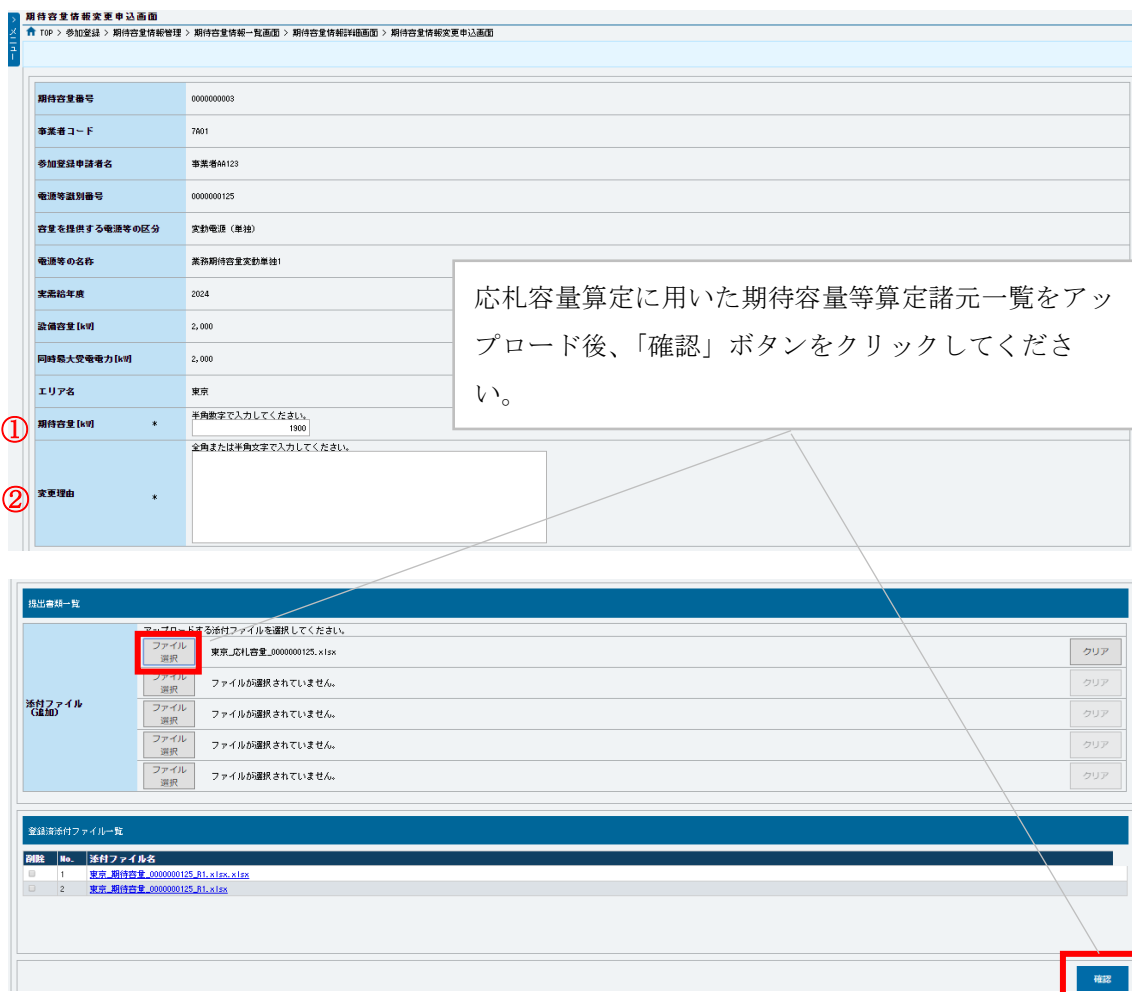 期待容量情報変更申込画面
> メニュー
TOP > 参加登録 > 期待容量情報管理 > 期待容量情報一覧画面 > 期待容量情報詳細画面 > 期待容量情報変更申込画面
期待容量番号 0000000003
事業者コード 7A01
参加登録申請者名 事業者AA123
電源等識別番号 0000000125
容量を提供する電源等の区分 変動電源（単独）
電源等の名称 業務期待容量変動単独1
実需給年度 2024
設備容量[kW] 2,000
同時最大受電電力[kW] 2,000
エリア名 東京
応札容量算定に用いた期待容量等算定諸元一覧をアッ
プロード後、「確認」ボタンをクリックしてくださ
い。
① 期待容量[kW] * 半角数字で入力してください。
1900
② 変更理由 * 全角または半角文字で入力してください。
提出書類一覧
添付ファイル
（追加）
アップロードする添付ファイルを選択してください。
ファイル選択 東京_応札容量_0000000125.xlsx クリア
ファイル選択 ファイルが選択されていません。 クリア
ファイル選択 ファイルが選択されていません。 クリア
ファイル選択 ファイルが選択されていません。 クリア
ファイル選択 ファイルが選択されていません。 クリア
登録済添付ファイル一覧
削除 No. 添付ファイル名
1 東京_期待容量_0000000125_R1.xlsx.xlsx
2 東京_期待容量_0000000125_R1.xlsx
確認